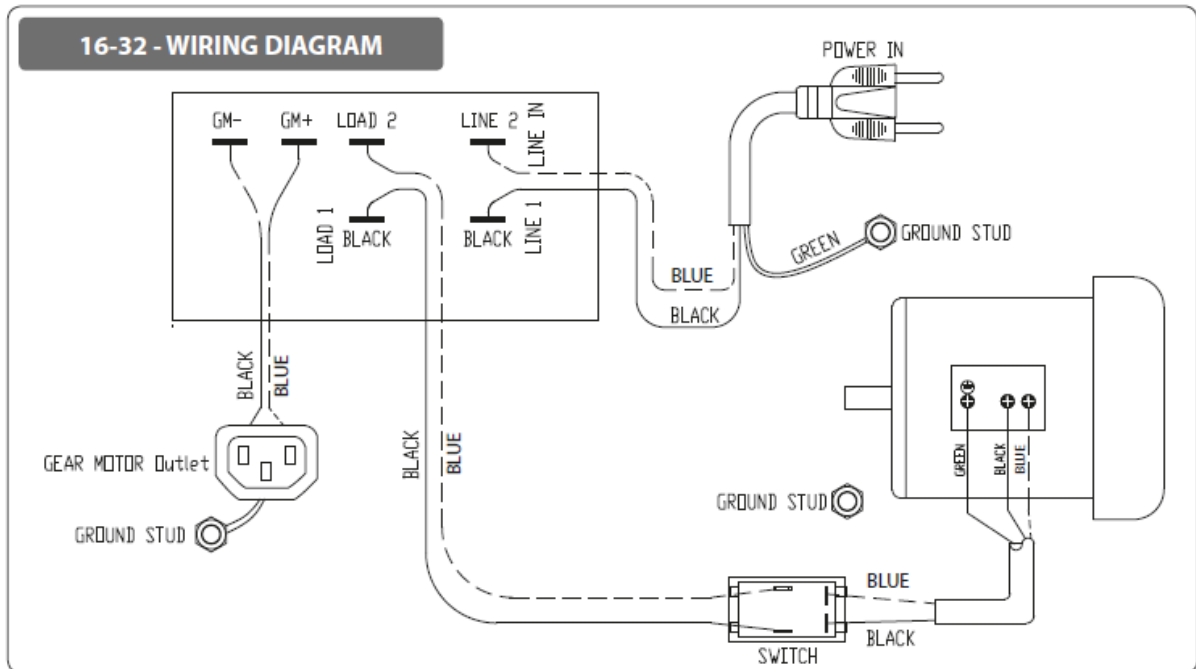 16-32 - WIRING DIAGRAM
POWER IN
GM-
GM+
LOAD 2
LINE 2
LINE IN
LOAD 1
BLACK
BLACK
LINE 1
GREEN
GROUND STUD
BLUE
BLACK
BLACK
BLUE
GEAR MOTOR Outlet
GROUND STUD
BLACK
BLUE
GREEN
BLACK
BLUE
GROUND STUD
BLUE
BLACK
SWITCH